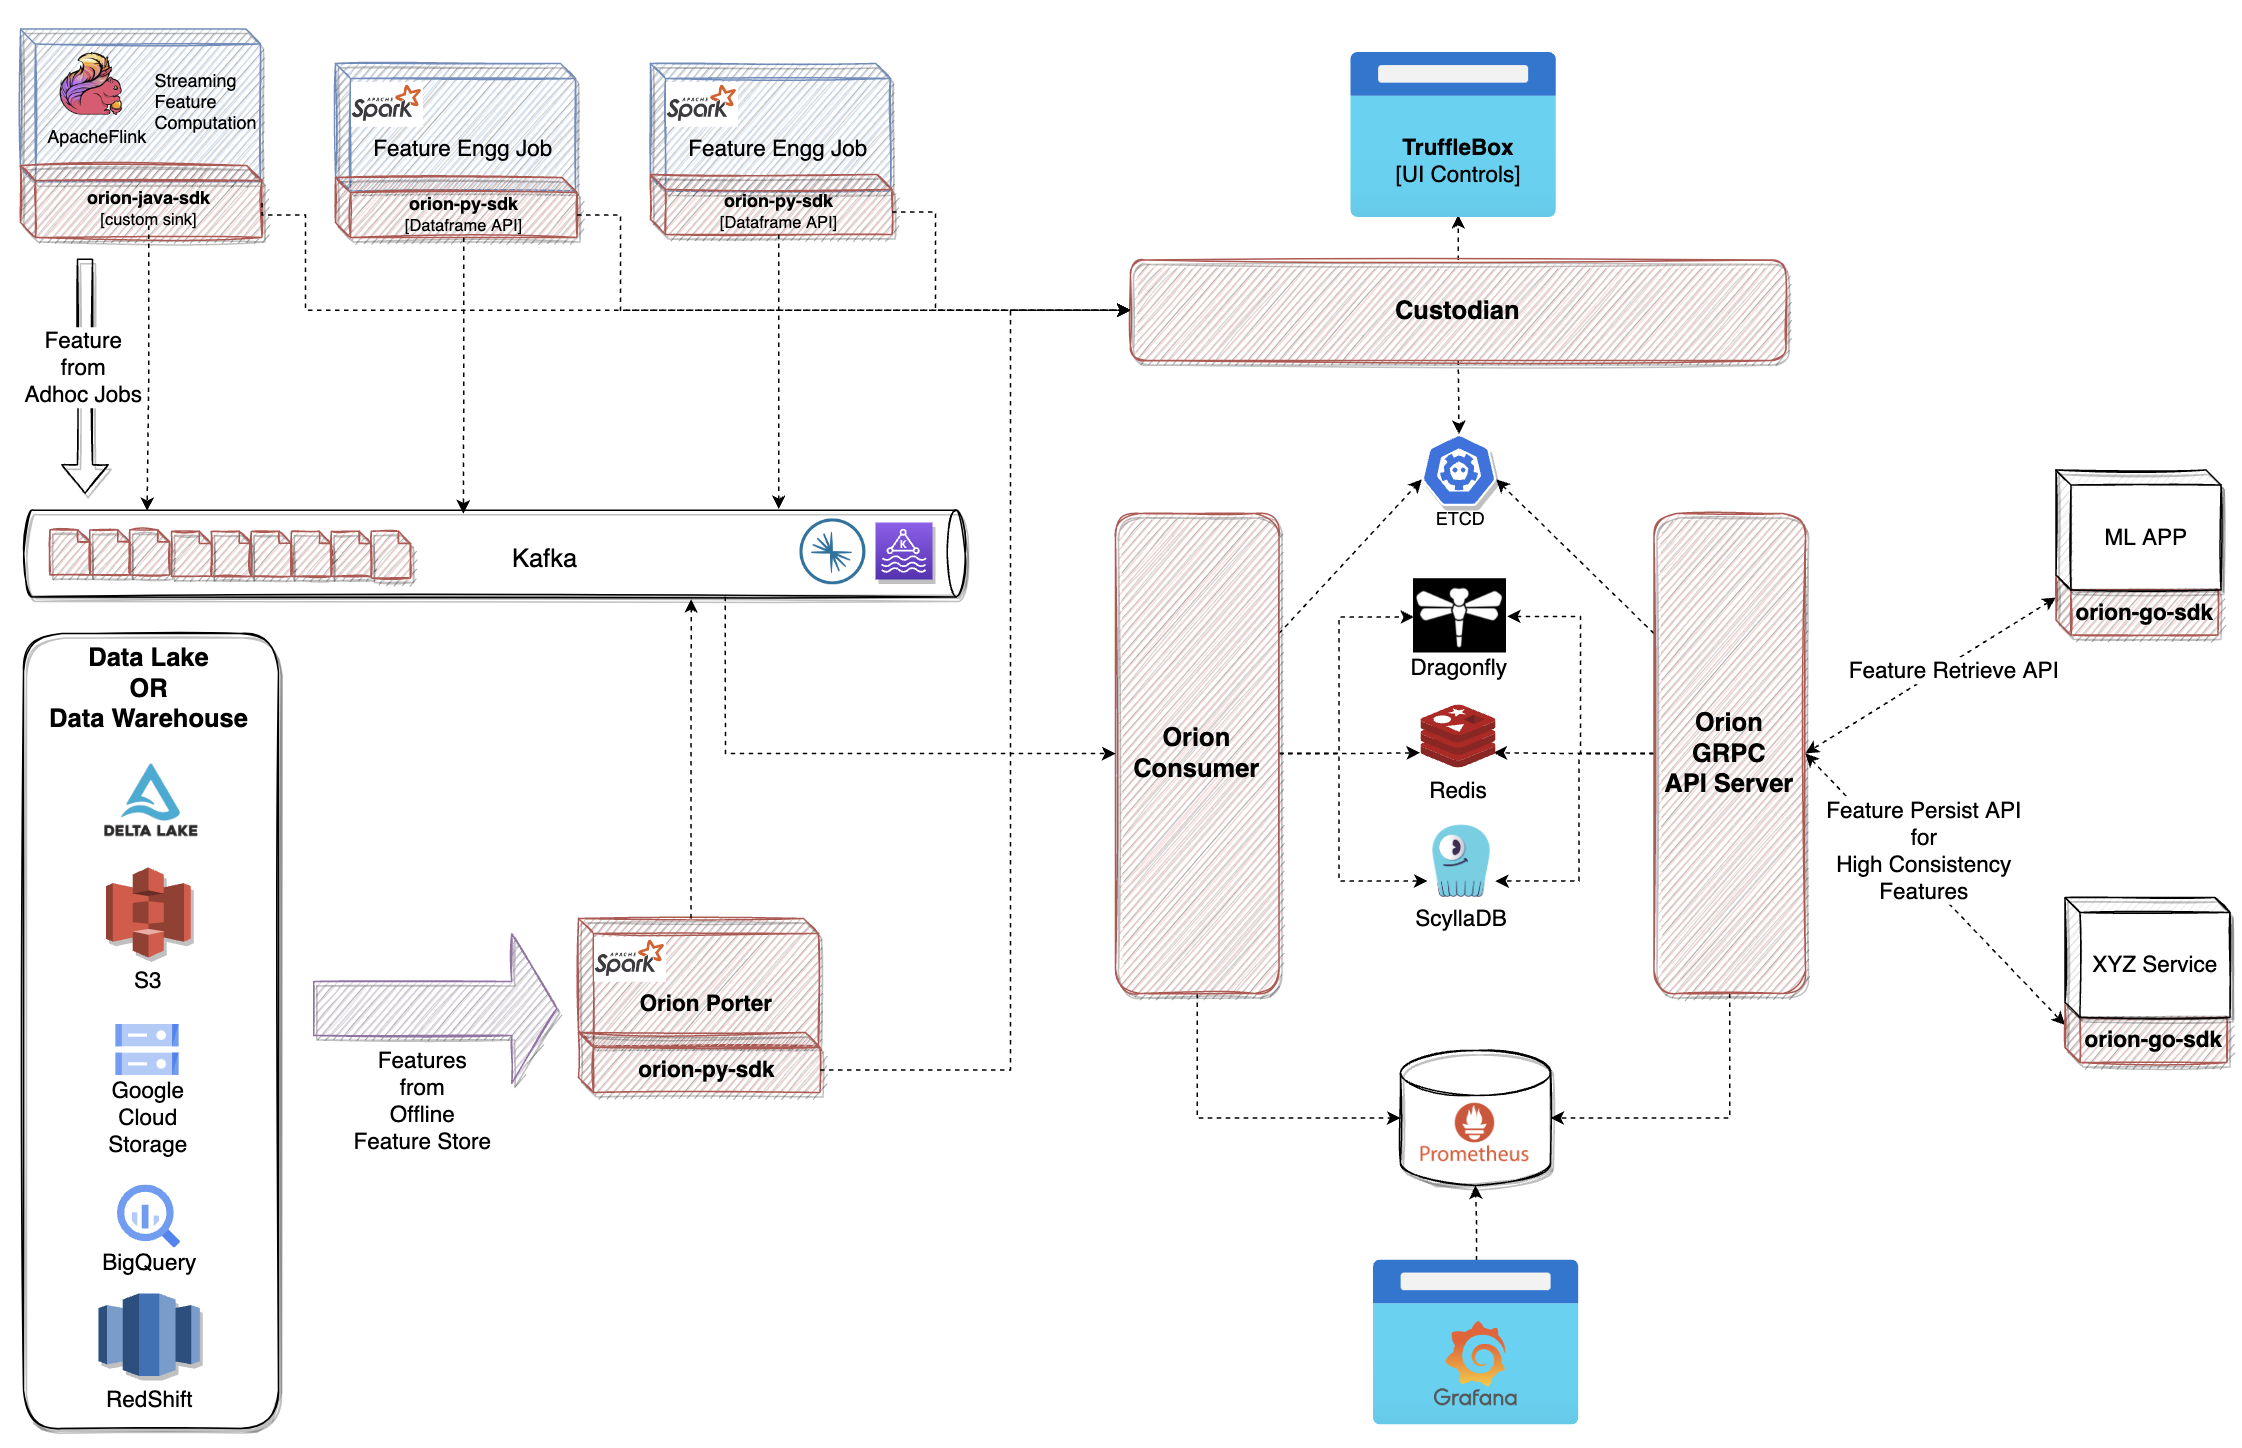 ApacheFlink
Streaming
Feature
Computation
orion-java-sdk
[custom sink]
APACHE
Spark
Feature Engg Job
orion-py-sdk
[Dataframe API]
APACHE
Spark
Feature Engg Job
orion-py-sdk
[Dataframe API]
TruffleBox
[UI Controls]
Custodian
Feature
from
Adhoc Jobs
ETCD
Kafka
K
ML APP
orion-go-sdk
Data Lake
OR
Data Warehouse
DELTA LAKE
S3
Google
Cloud
Storage
BigQuery
RedShift
Features
from
Offline
Feature Store
APACHE
Spark
Orion Porter
orion-py-sdk
Orion
Consumer
Dragonfly
Redis
ScyllaDB
Orion
GRPC
API Server
Feature Retrieve API
Feature Persist API
for
High Consistency
Features
XYZ Service
orion-go-sdk
Prometheus
Grafana